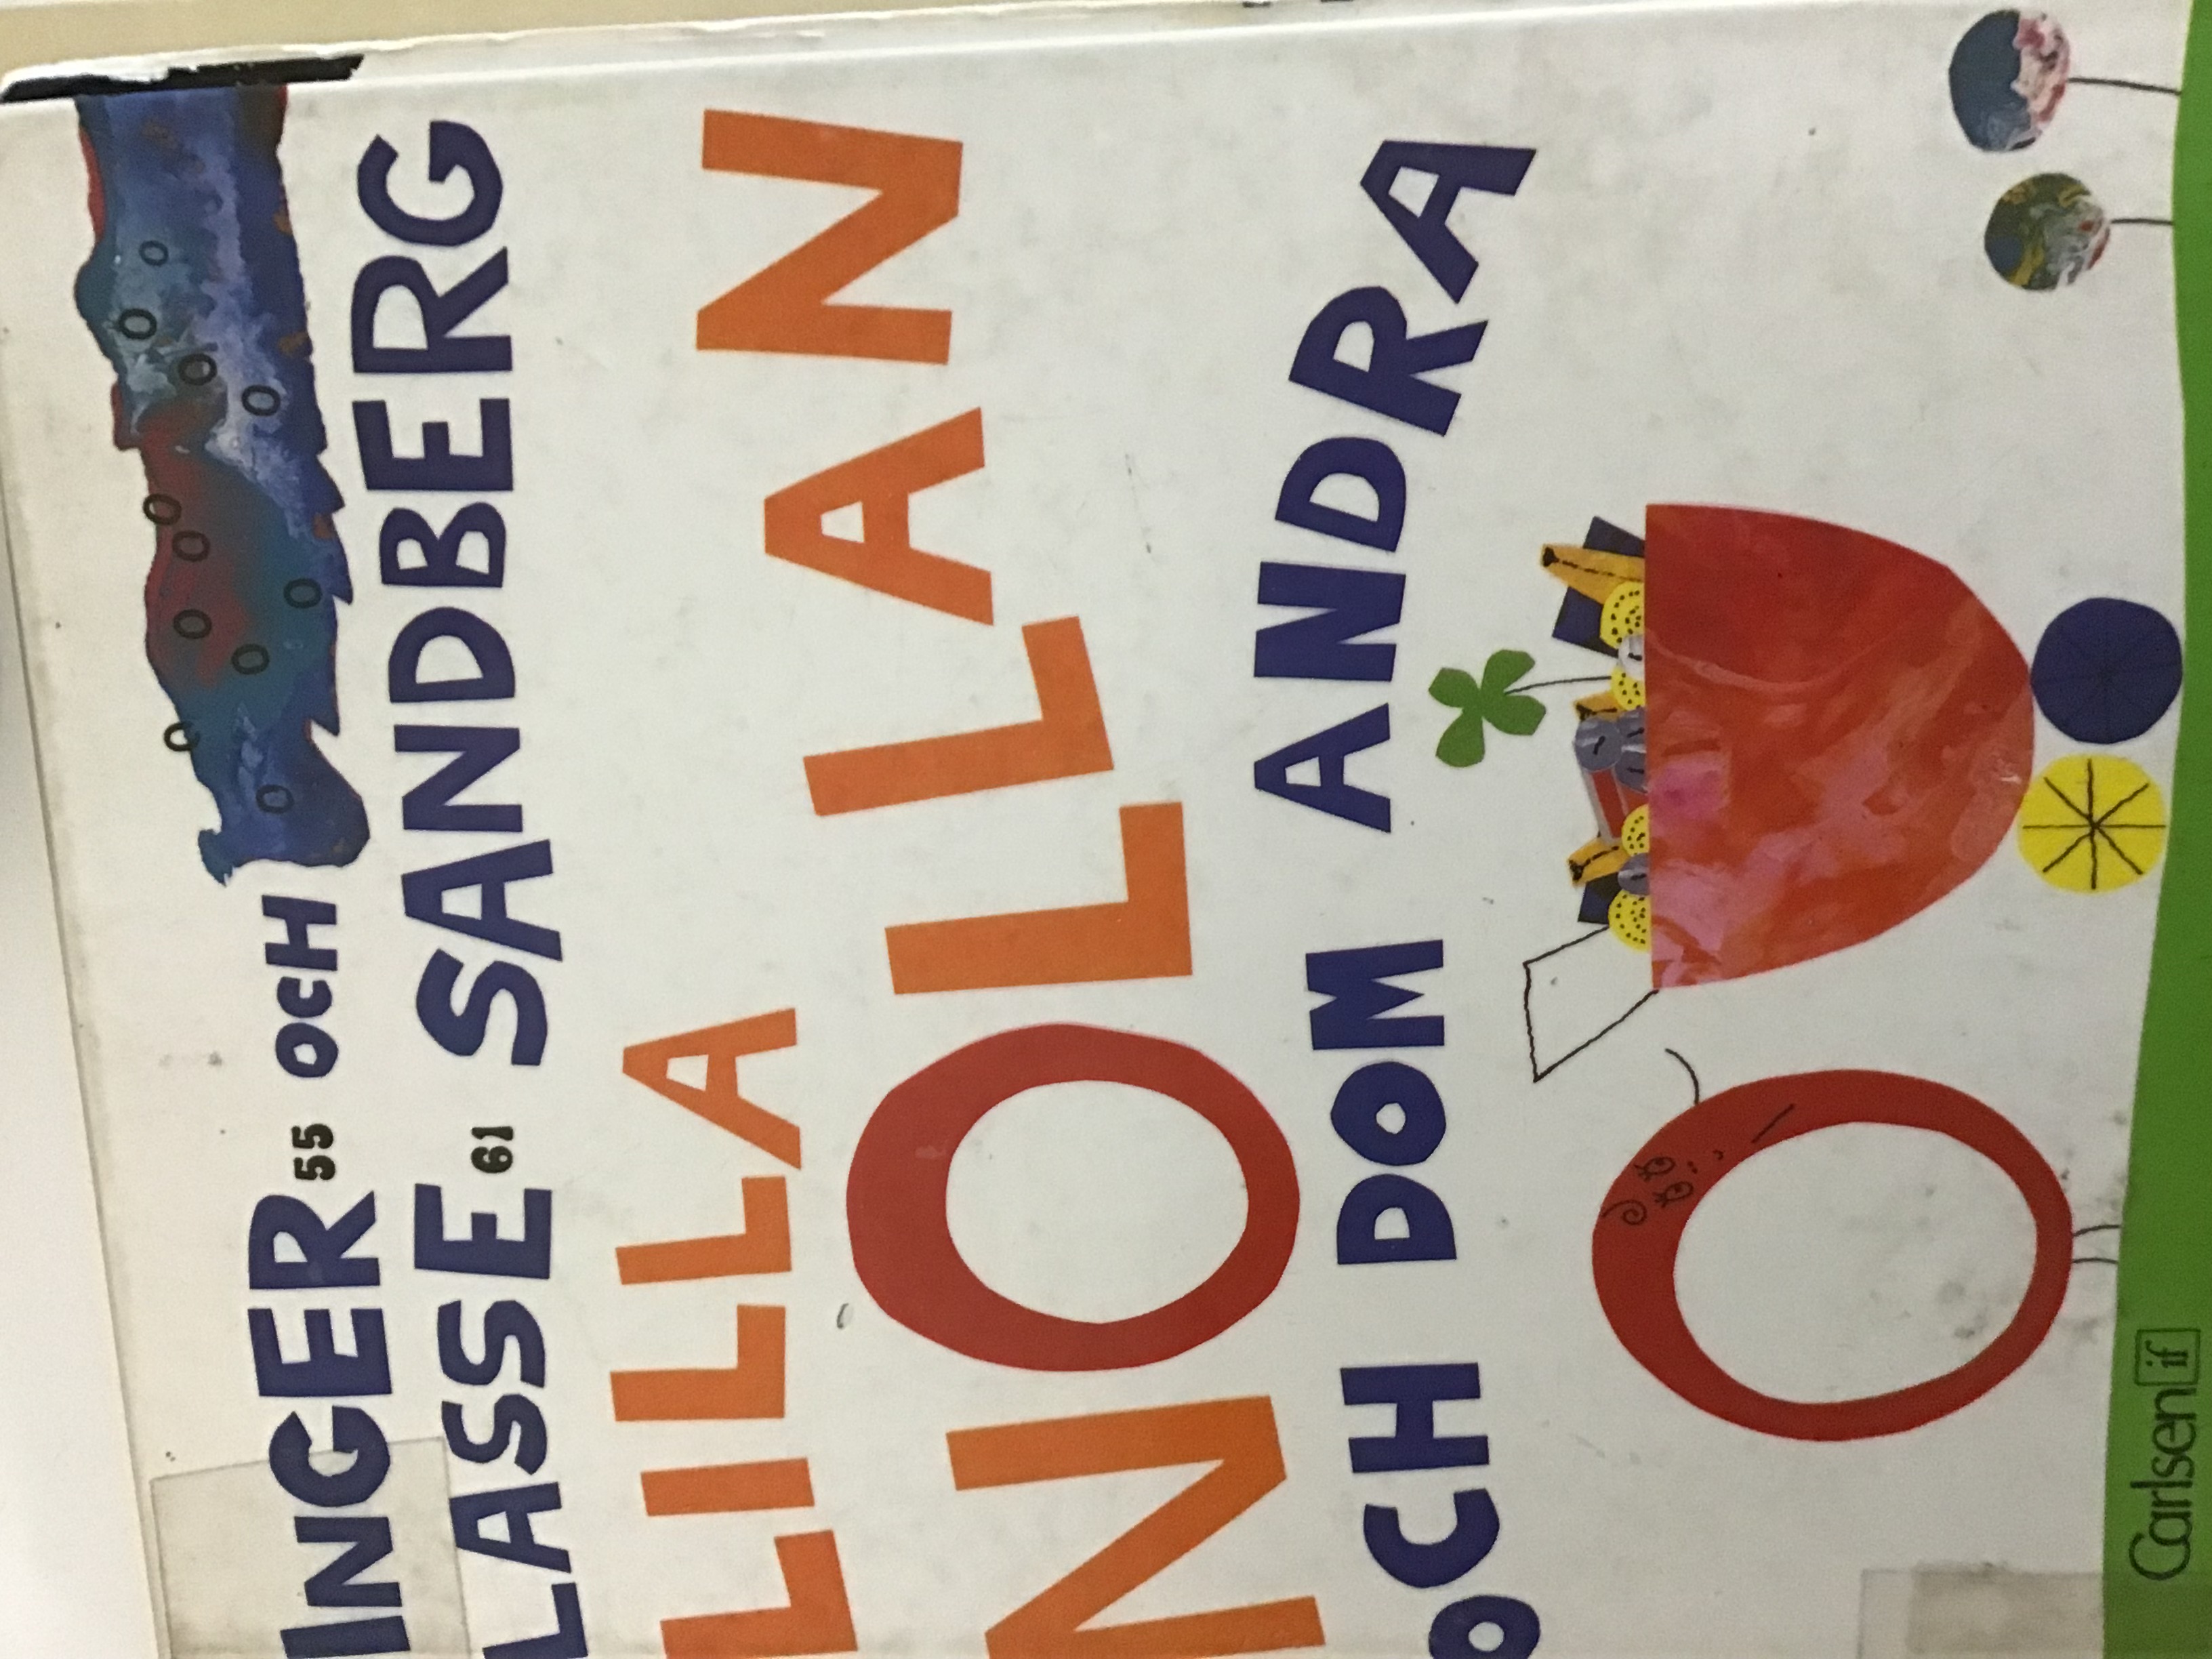 INGER 55 OCH
LASSE 61 SANDBERG
LILLA
NOLLAN
OCH DOM ANDRA
Carlsen if